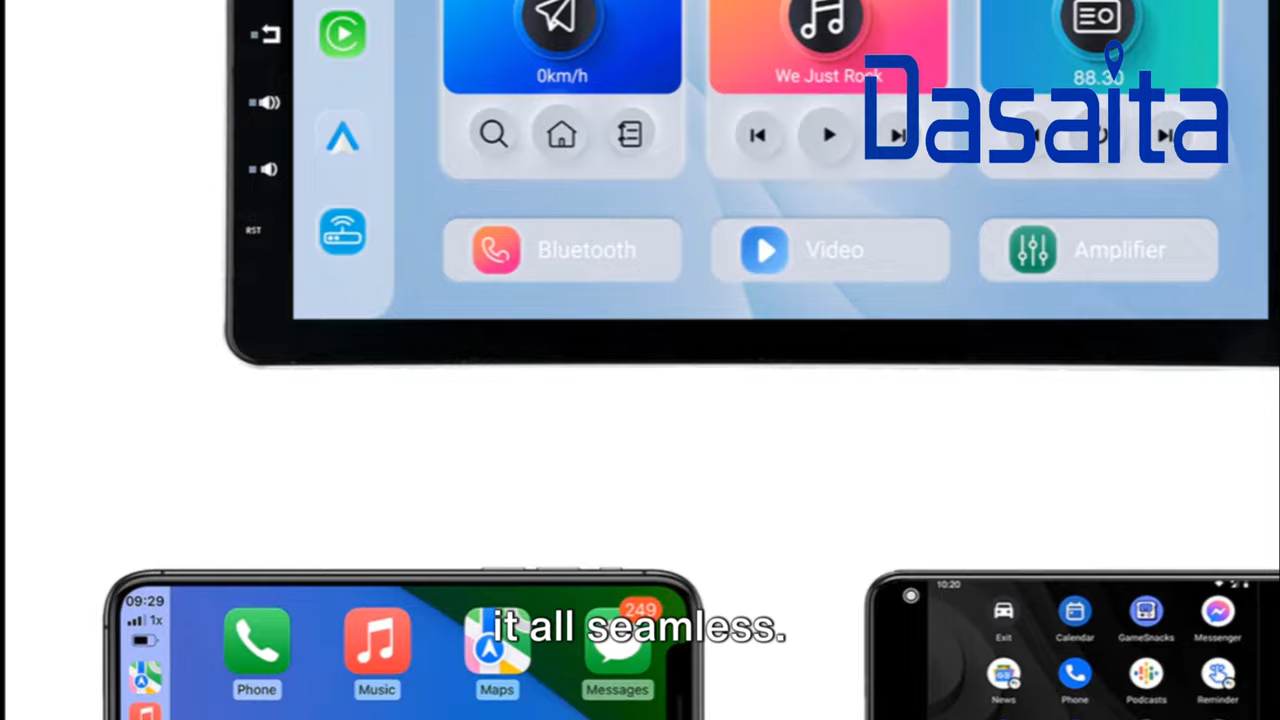 0km/h
We Just Rock
88.30
Dasaita
RST
Bluetooth
Video
Amplifier
09:29
1x
249
Phone
Music
Maps
Messages
it all seamless.
10:20
Exit
Calendar
GameSnacks
Messenger
News
Phone
Podcasts
Reminder